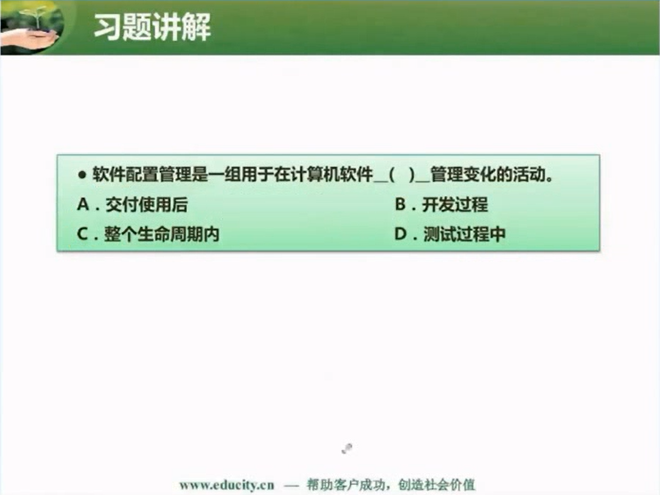 习题讲解
● 软件配置管理是一组用于在计算机软件__( )__管理变化的活动。
A．交付使用后 B．开发过程
C．整个生命周期内 D．测试过程中
www.educity.cn — 帮助客户成功，创造社会价值